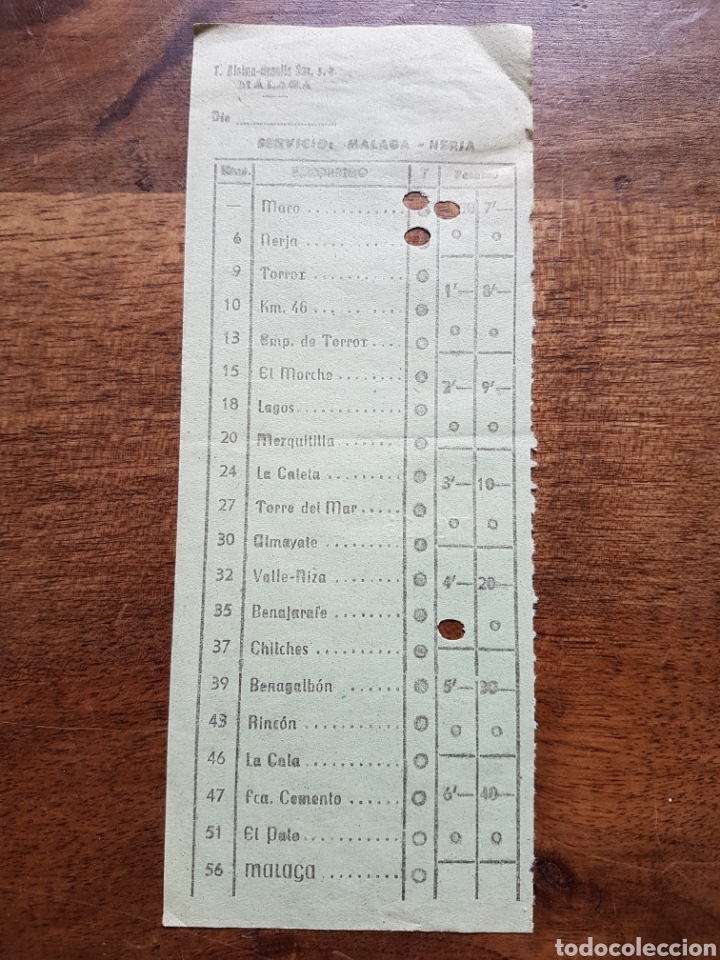 MALAGA
Dia
SERVICIO: MALAGA - NERJA
Kms. RECORRIDO T Pesetas
— Maro 7'—
6 Nerja
9 Torrox
1'— 8'—
10 Km. 46
13 Emp. de Torrox
15 El Morche
2'— 9'—
18 Lagos
20 Mezquitilla
24 La Caleta
3'— 10—
27 Torre del Mar
30 Almayate
32 Valle-Niza
4'— 20—
35 Benajarafe
37 Chilches
39 Benagalbón
5'— 30—
43 Rincón
46 La Cala
47 Fca. Cemento
6'— 40—
51 El Palo
56 MALAGA
todocoleccion